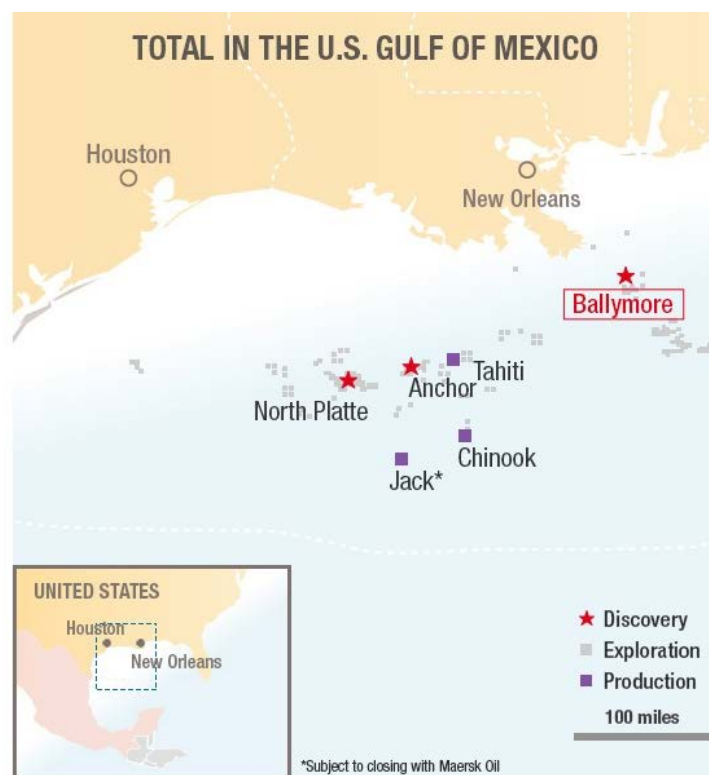 TOTAL IN THE U.S. GULF OF MEXICO
Houston
New Orleans
Ballymore
Tahiti
Anchor
North Platte
Chinook
Jack*
UNITED STATES
Houston
New Orleans
Discovery
Exploration
Production
100 miles
*Subject to closing with Maersk Oil